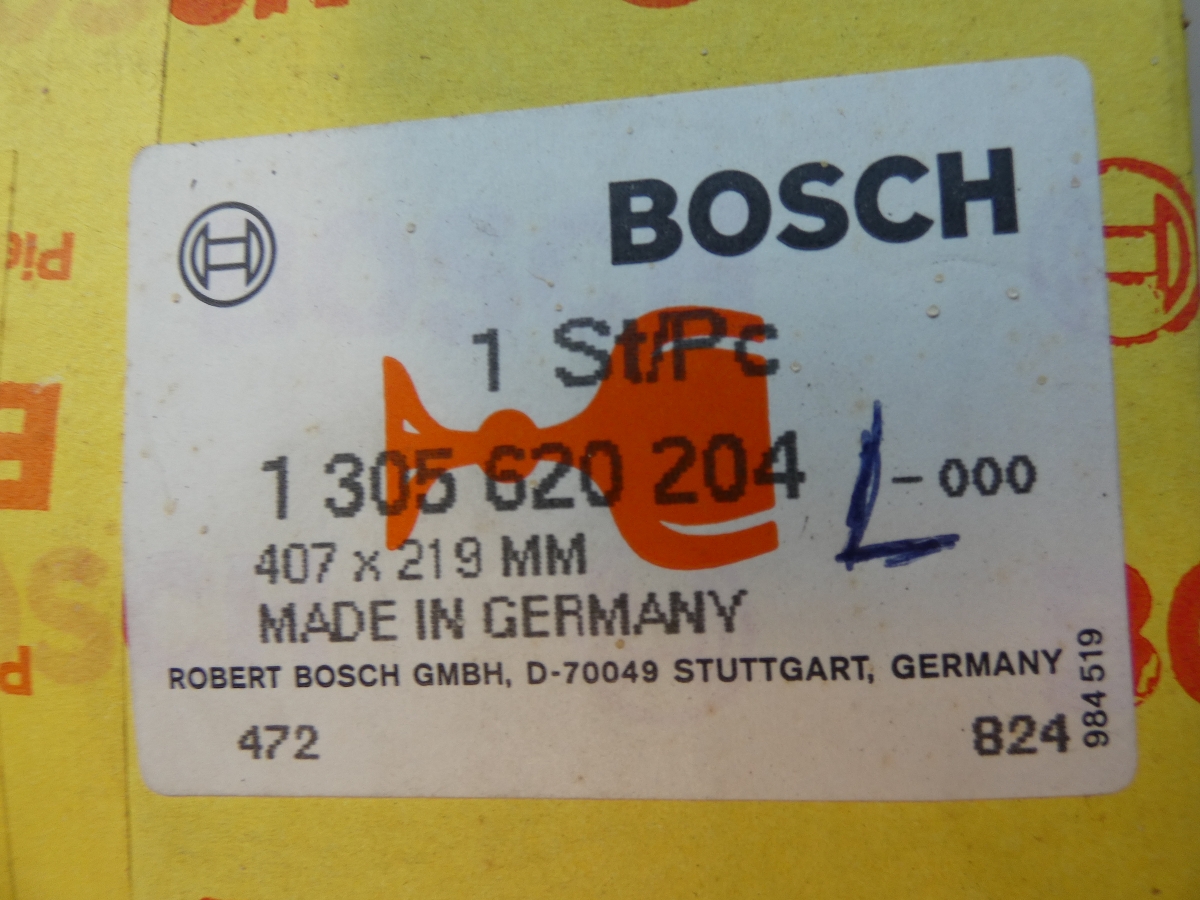 BOSCH
1 St/Pc
1 305 620 204 L - 000
407 x 219 MM
MADE IN GERMANY
ROBERT BOSCH GMBH, D-70049 STUTTGART, GERMANY
472
824
984 519